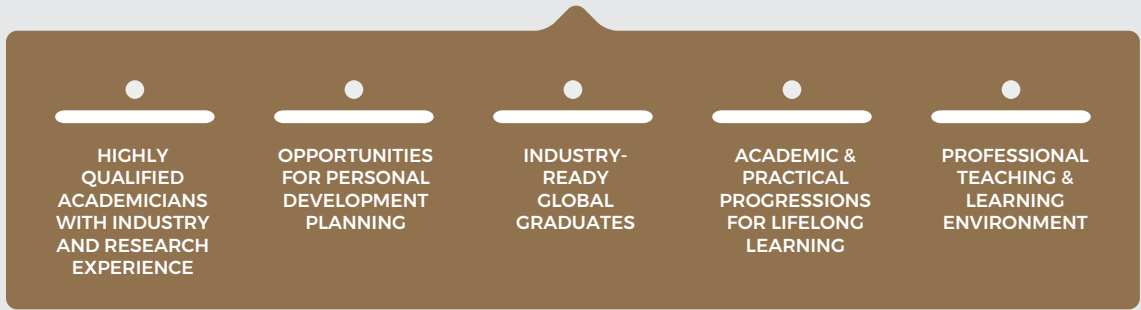 HIGHLY
QUALIFIED
ACADEMICIANS
WITH INDUSTRY
AND RESEARCH
EXPERIENCE
OPPORTUNITIES
FOR PERSONAL
DEVELOPMENT
PLANNING
INDUSTRY-
READY
GLOBAL
GRADUATES
ACADEMIC &
PRACTICAL
PROGRESSIONS
FOR LIFELONG
LEARNING
PROFESSIONAL
TEACHING &
LEARNING
ENVIRONMENT